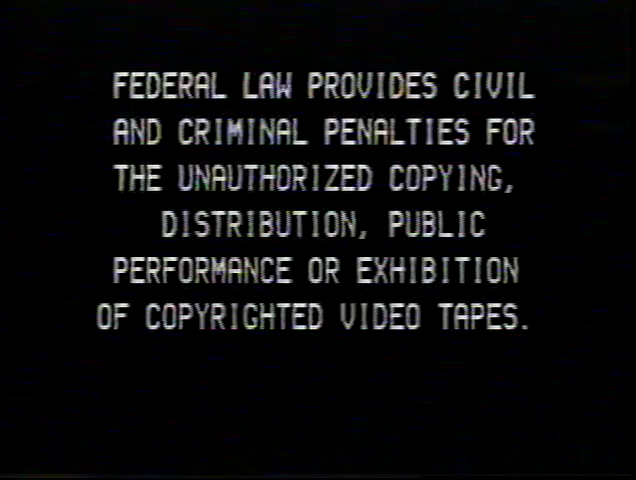 FEDERAL LAW PROVIDES CIVIL
AND CRIMINAL PENALTIES FOR
THE UNAUTHORIZED COPYING,
DISTRIBUTION, PUBLIC
PERFORMANCE OR EXHIBITION
OF COPYRIGHTED VIDEO TAPES.